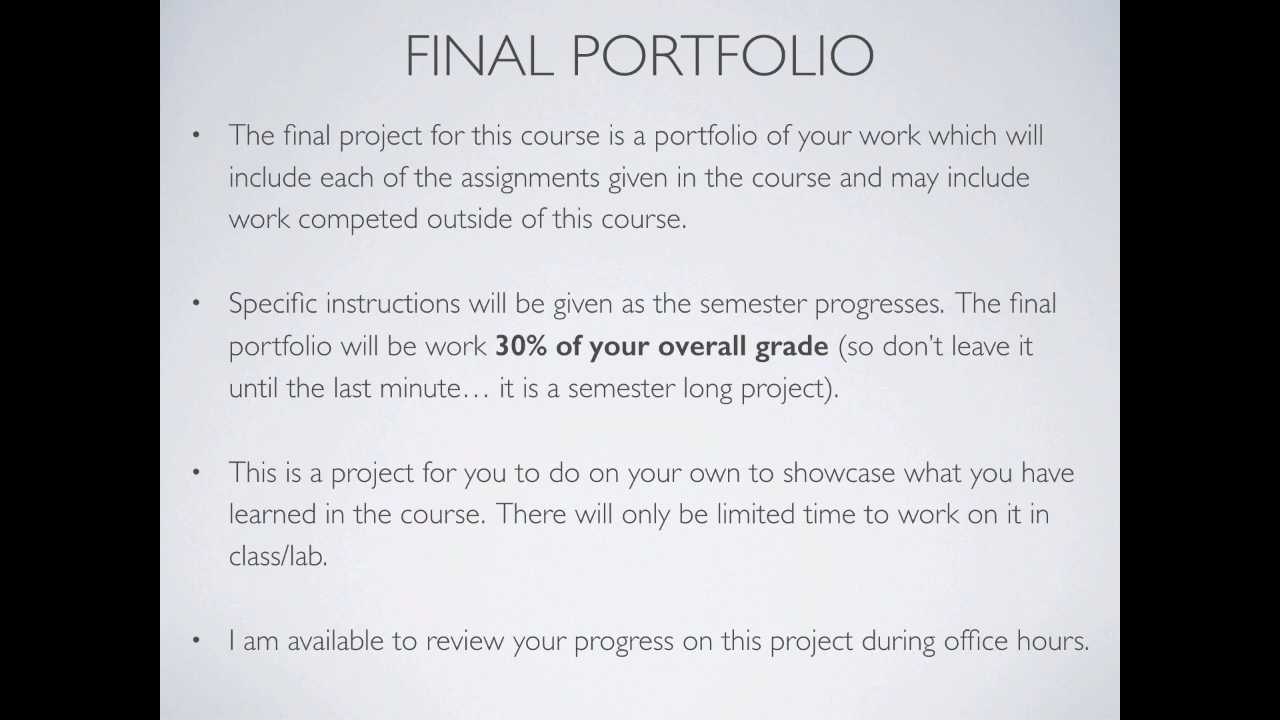 FINAL PORTFOLIO
• The final project for this course is a portfolio of your work which will
include each of the assignments given in the course and may include
work competed outside of this course.
• Specific instructions will be given as the semester progresses. The final
portfolio will be work 30% of your overall grade (so don't leave it
until the last minute… it is a semester long project).
• This is a project for you to do on your own to showcase what you have
learned in the course. There will only be limited time to work on it in
class/lab.
• I am available to review your progress on this project during office hours.